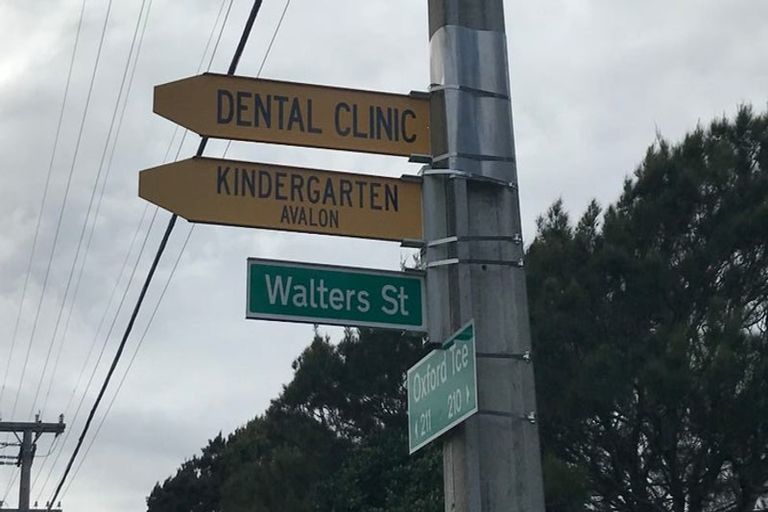 DENTAL CLINIC
KINDERGARTEN
AVALON
Walters St
Oxford Tce
211 210